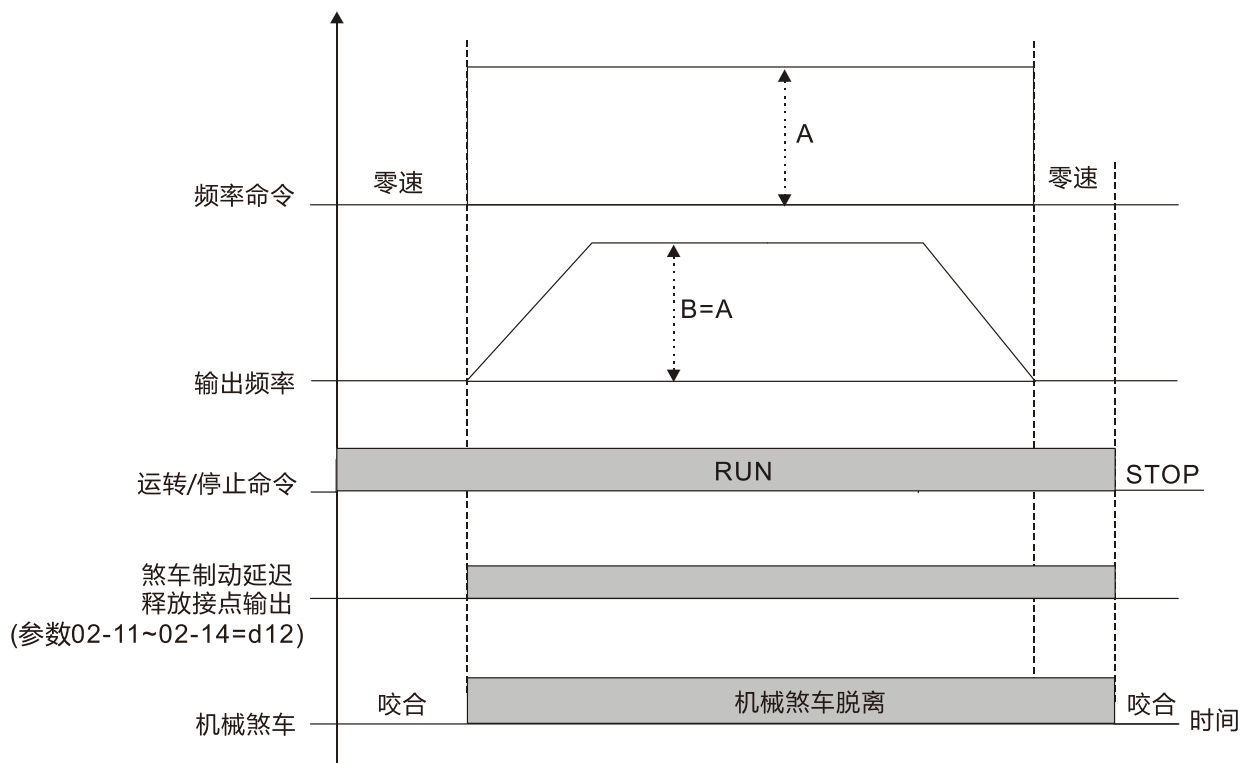 A
零速
零速
频率命令
B=A
输出频率
RUN
STOP
运转/停止命令
煞车制动延迟
释放接点输出
(参数02-11~02-14=d12)
咬合
机械煞车脱离
咬合
机械煞车
时间